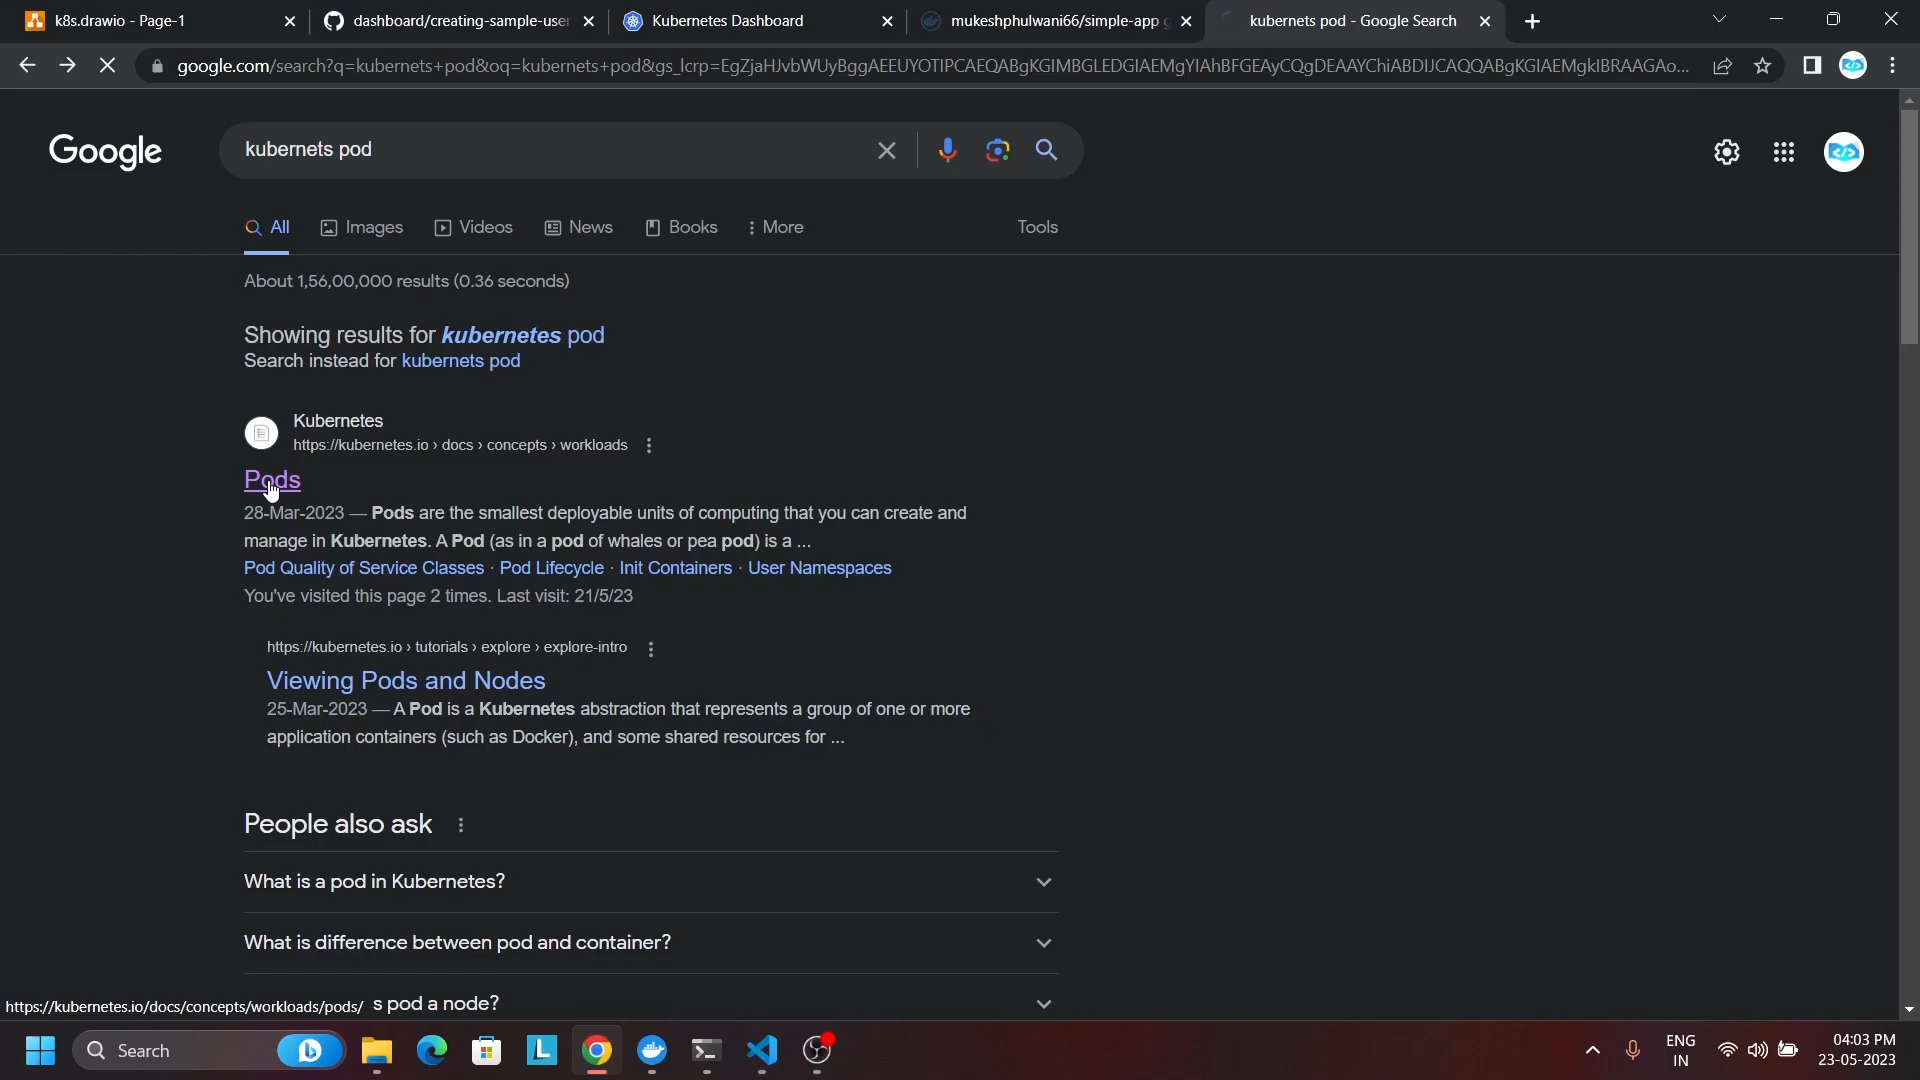 k8s.drawio - Page-1
dashboard/creating-sample-user
Kubernetes Dashboard
mukeshphulwani66/simple-app
kubernets pod - Google Search
google.com/search?q=kubernets+pod&oq=kubernets+pod&gs_lcrp=
Google
kubernets pod
All
Images
Videos
News
Books
More
Tools
About 1,56,00,000 results (0.36 seconds)
Showing results for kubernetes pod
Search instead for kubernets pod
Kubernetes
https://kubernetes.io › docs › concepts › workloads
Pods
28-Mar-2023 — Pods are the smallest deployable units of computing that you can create and
manage in Kubernetes. A Pod (as in a pod of whales or pea pod) is a ...
Pod Quality of Service Classes · Pod Lifecycle · Init Containers · User Namespaces
You've visited this page 2 times. Last visit: 21/5/23
https://kubernetes.io › tutorials › explore › explore-intro
Viewing Pods and Nodes
25-Mar-2023 — A Pod is a Kubernetes abstraction that represents a group of one or more
application containers (such as Docker), and some shared resources for ...
People also ask
What is a pod in Kubernetes?
What is difference between pod and container?
s pod a node?
https://kubernetes.io/docs/concepts/workloads/pods/
Search
L
ENG
IN
04:03 PM
23-05-2023